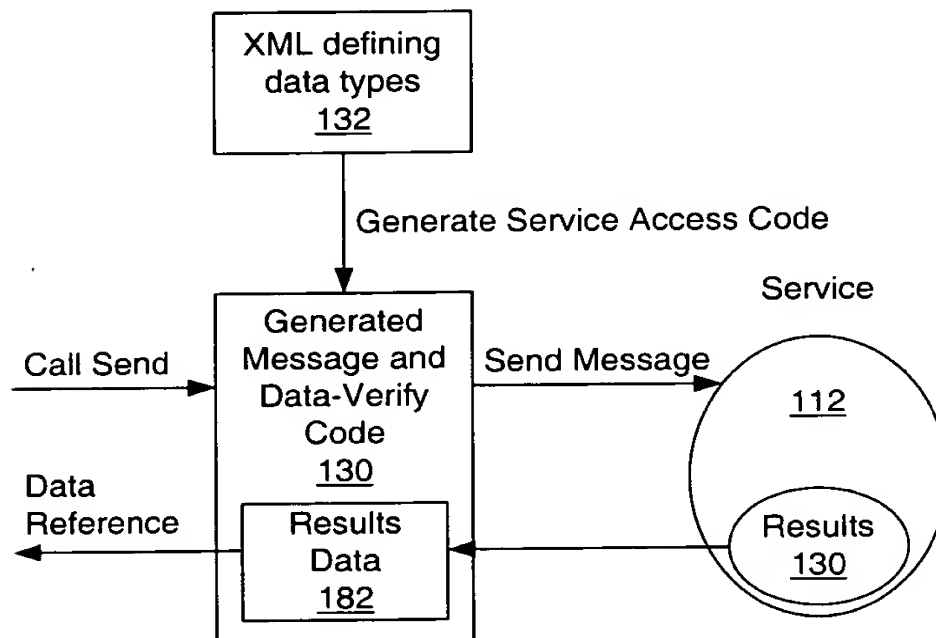 XML defining
data types
132
Generate Service Access Code
Service
Generated
Message and
Data-Verify
Code
130
Call Send
Send Message
112
Data
Reference
Results
Data
182
Results
130